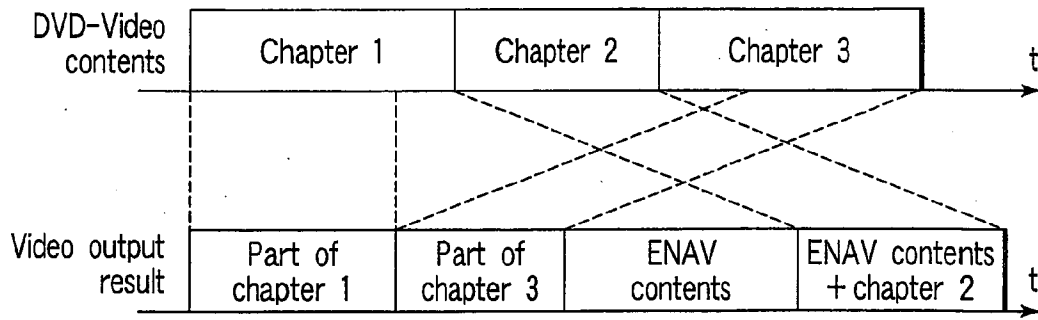 DVD-Video
contents
Chapter 1
Chapter 2
Chapter 3
t
Video output
result
Part of
chapter 1
Part of
chapter 3
ENAV
contents
ENAV contents
+ chapter 2
t